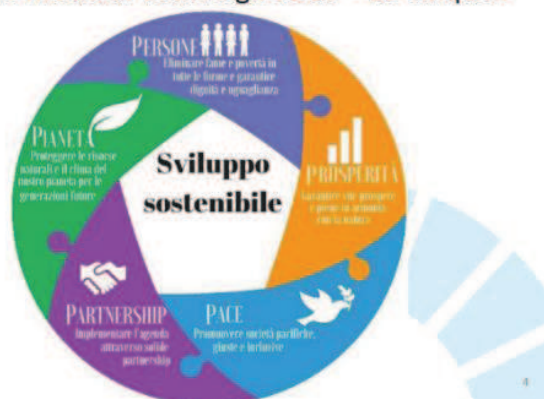 PERSONE
Eliminare fame e povertà in
tutte le forme e garantire
dignità e uguaglianza
PIANETA
Proteggere le risorse
naturali e il clima del
nostro pianeta per le
generazioni future
Sviluppo
sostenibile
PROSPERITÀ
Garantire vite prospere
e piene in armonia
con la natura
PARTNERSHIP
Implementare l'agenda
attraverso solide
partnership
PACE
Promuovere società pacifiche,
giuste e inclusive
4